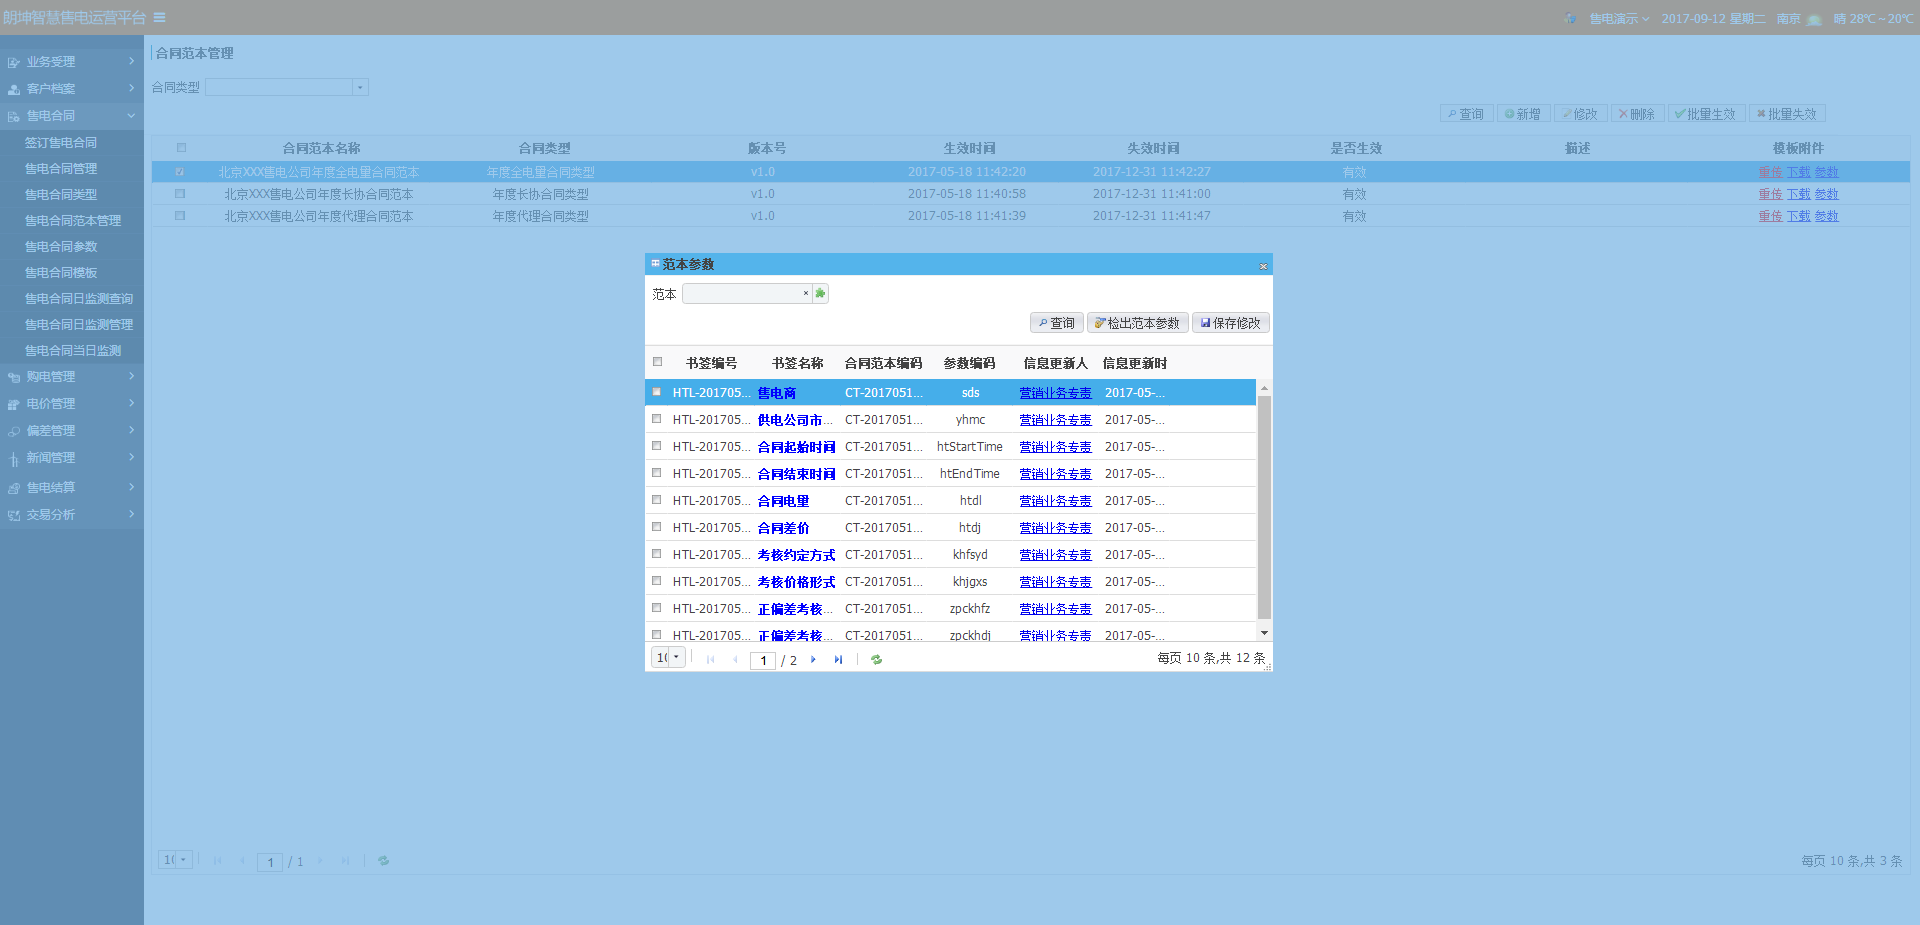 朗坤智慧售电运营平台
售电演示 2017-09-12 星期二 南京 晴 28℃～20℃
业务受理
客户档案
售电合同
签订售电合同
售电合同管理
售电合同类型
售电合同范本管理
售电合同参数
售电合同模板
售电合同日监测查询
售电合同日监测管理
售电合同当日监测
购电管理
电价管理
偏差管理
新闻管理
售电结算
交易分析
合同范本管理
合同类型
查询 新增 修改 删除 批量生效 批量失效
合同范本名称 合同类型 版本号 生效时间 失效时间 是否生效 描述 模板附件
北京XXX售电公司年度全电量合同范本 年度全电量合同类型 v1.0 2017-05-18 11:42:20 2017-12-31 11:42:27 有效 重传 下载 参数
北京XXX售电公司年度长协合同范本 年度长协合同类型 v1.0 2017-05-18 11:40:58 2017-12-31 11:41:00 有效 重传 下载 参数
北京XXX售电公司年度代理合同范本 年度代理合同类型 v1.0 2017-05-18 11:41:39 2017-12-31 11:41:47 有效 重传 下载 参数
范本参数
范本
查询 检出范本参数 保存修改
书签编号 书签名称 合同范本编码 参数编码 信息更新人 信息更新时
HTL-201705... 售电商 CT-2017051... sds 营销业务专责 2017-05-...
HTL-201705... 供电公司市... CT-2017051... yhmc 营销业务专责 2017-05-...
HTL-201705... 合同起始时间 CT-2017051... htStartTime 营销业务专责 2017-05-...
HTL-201705... 合同结束时间 CT-2017051... htEndTime 营销业务专责 2017-05-...
HTL-201705... 合同电量 CT-2017051... htdl 营销业务专责 2017-05-...
HTL-201705... 合同差价 CT-2017051... htdj 营销业务专责 2017-05-...
HTL-201705... 考核约定方式 CT-2017051... khfsyd 营销业务专责 2017-05-...
HTL-201705... 考核价格形式 CT-2017051... khjgxs 营销业务专责 2017-05-...
HTL-201705... 正偏差考核... CT-2017051... zpckhfz 营销业务专责 2017-05-...
HTL-201705... 正偏差考核... CT-2017051... zpckhdj 营销业务专责 2017-05-...
10 1 / 2 每页 10 条,共 12 条
10 1 / 1 每页 10 条,共 3 条